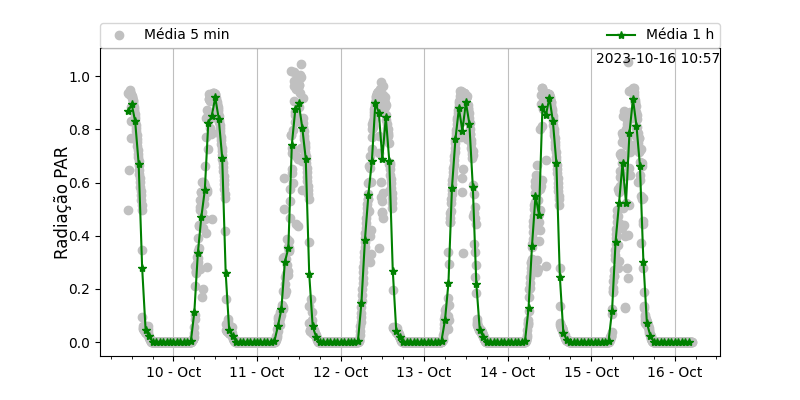 Média 5 min
Média 1 h
2023-10-16 10:57
Radiação PAR
1.0
0.8
0.6
0.4
0.2
0.0
10 - Oct
11 - Oct
12 - Oct
13 - Oct
14 - Oct
15 - Oct
16 - Oct